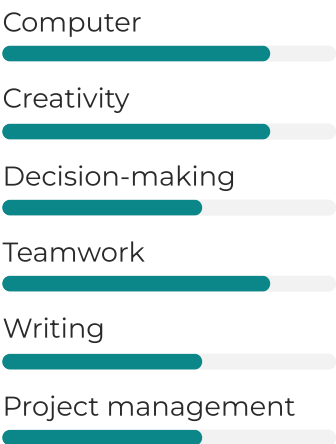 Computer
Creativity
Decision-making
Teamwork
Writing
Project management